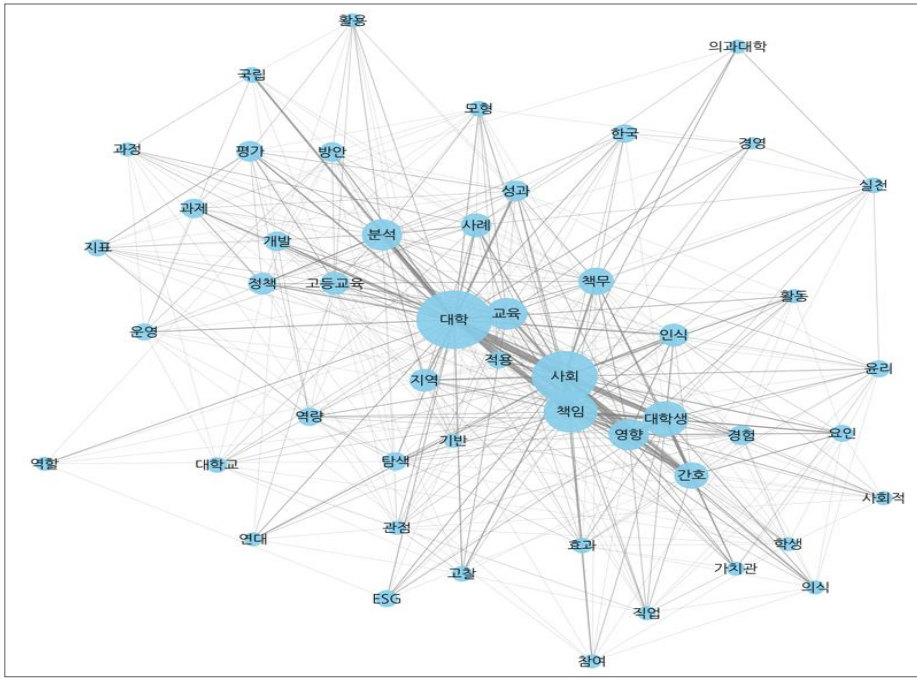 활용
의과대학
국립
모형
한국
경영
과정
평가
방안
실천
성과
과제
사례
분석
개발
지표
정책
고등교육
책무
활동
대학
교육
운영
인식
적용
윤리
사회
지역
책임
대학생
역량
영향
경험
요인
기반
역할
대학교
탐색
간호
사회적
관점
연대
효과
학생
고찰
가치관
의식
ESG
직업
참여